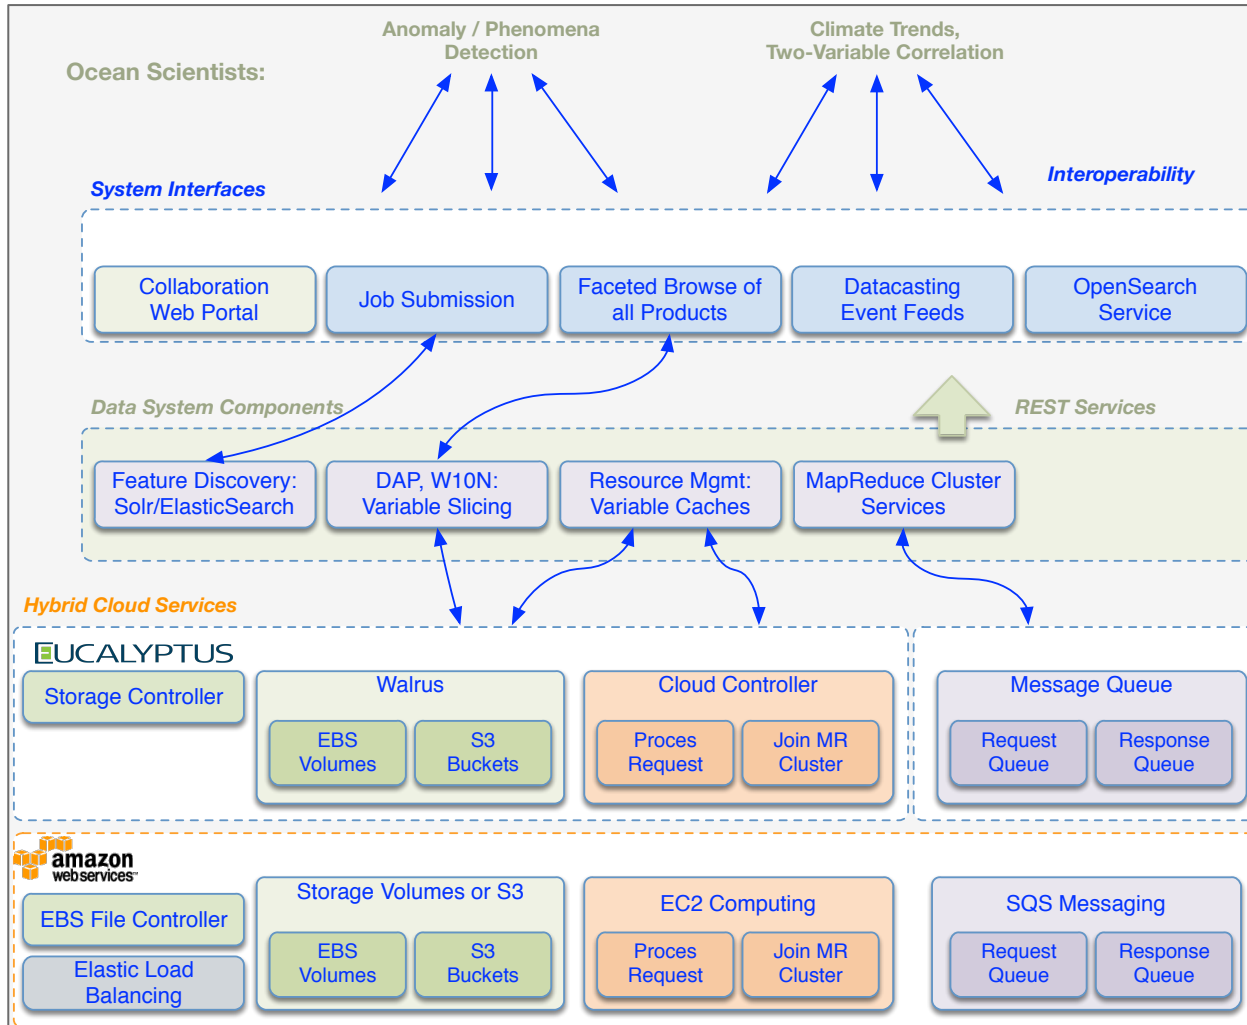 Anomaly / Phenomena
Detection
Climate Trends,
Two-Variable Correlation
Ocean Scientists:
System Interfaces
Interoperability
Collaboration
Web Portal
Job Submission
Faceted Browse of
all Products
Datacasting
Event Feeds
OpenSearch
Service
Data System Components
REST Services
Feature Discovery:
Solr/ElasticSearch
DAP, W10N:
Variable Slicing
Resource Mgmt:
Variable Caches
MapReduce Cluster
Services
Hybrid Cloud Services
EUCALYPTUS
Storage Controller
Walrus
EBS
Volumes
S3
Buckets
Cloud Controller
Proces
Request
Join MR
Cluster
Message Queue
Request
Queue
Response
Queue
amazon
webservices™
EBS File Controller
Elastic Load
Balancing
Storage Volumes or S3
EBS
Volumes
S3
Buckets
EC2 Computing
Proces
Request
Join MR
Cluster
SQS Messaging
Request
Queue
Response
Queue